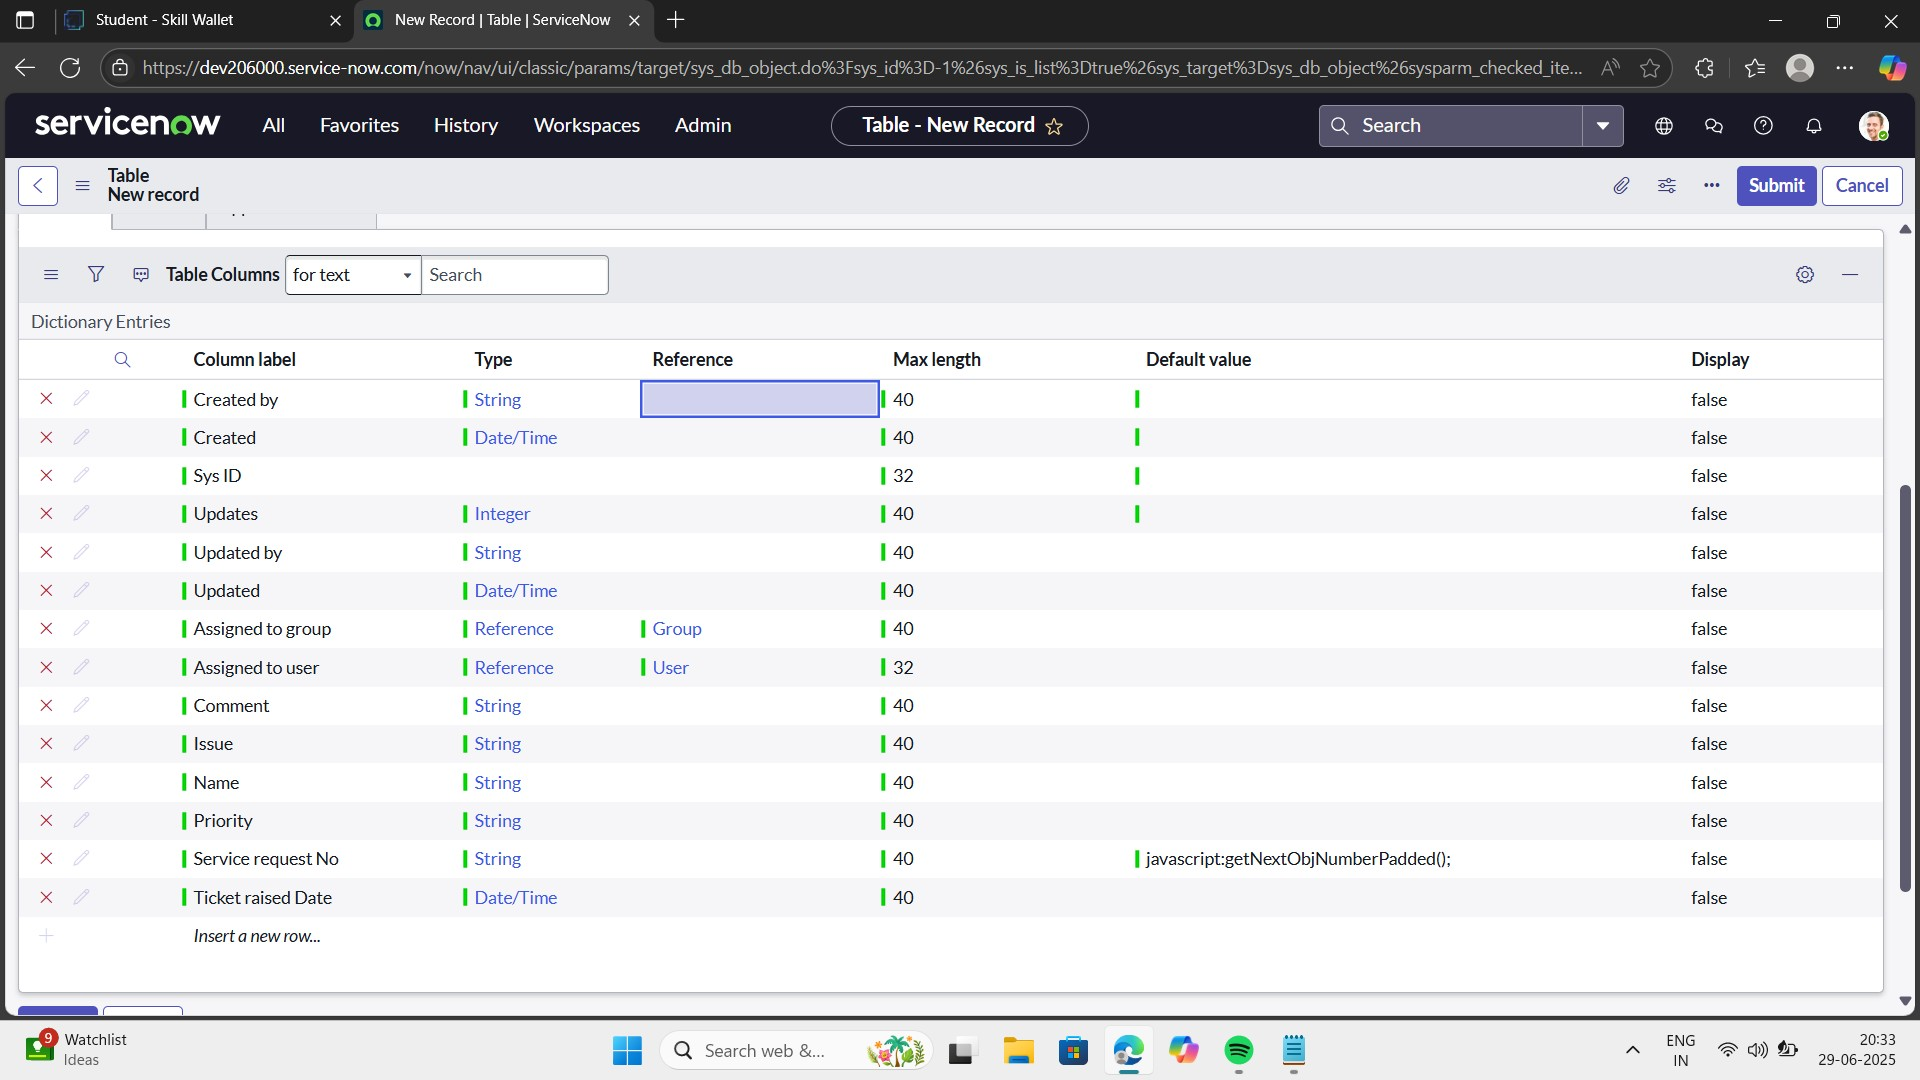 Student - Skill Wallet
New Record | Table | ServiceNow
https://dev206000.service-now.com/now/nav/ui/classic/params/target/sys_db_object.do%3Fsys_id%3D-1%26sys_is_list%3Dtrue%26sys_target%3Dsys_db_object%26sysparm_checked_ite...
servicenow
All
Favorites
History
Workspaces
Admin
Table - New Record
Search
Table
New record
Submit
Cancel
Table Columns
for text
Search
Dictionary Entries
Column label Type Reference Max length Default value Display
Created by String 40 false
Created Date/Time 40 false
Sys ID 32 false
Updates Integer 40 false
Updated by String 40 false
Updated Date/Time 40 false
Assigned to group Reference Group 40 false
Assigned to user Reference User 32 false
Comment String 40 false
Issue String 40 false
Name String 40 false
Priority String 40 false
Service request No String 40 javascript:getNextObjNumberPadded(); false
Ticket raised Date Date/Time 40 false
Insert a new row...
9
Watchlist
Ideas
Search web &...
ENG
IN
20:33
29-06-2025